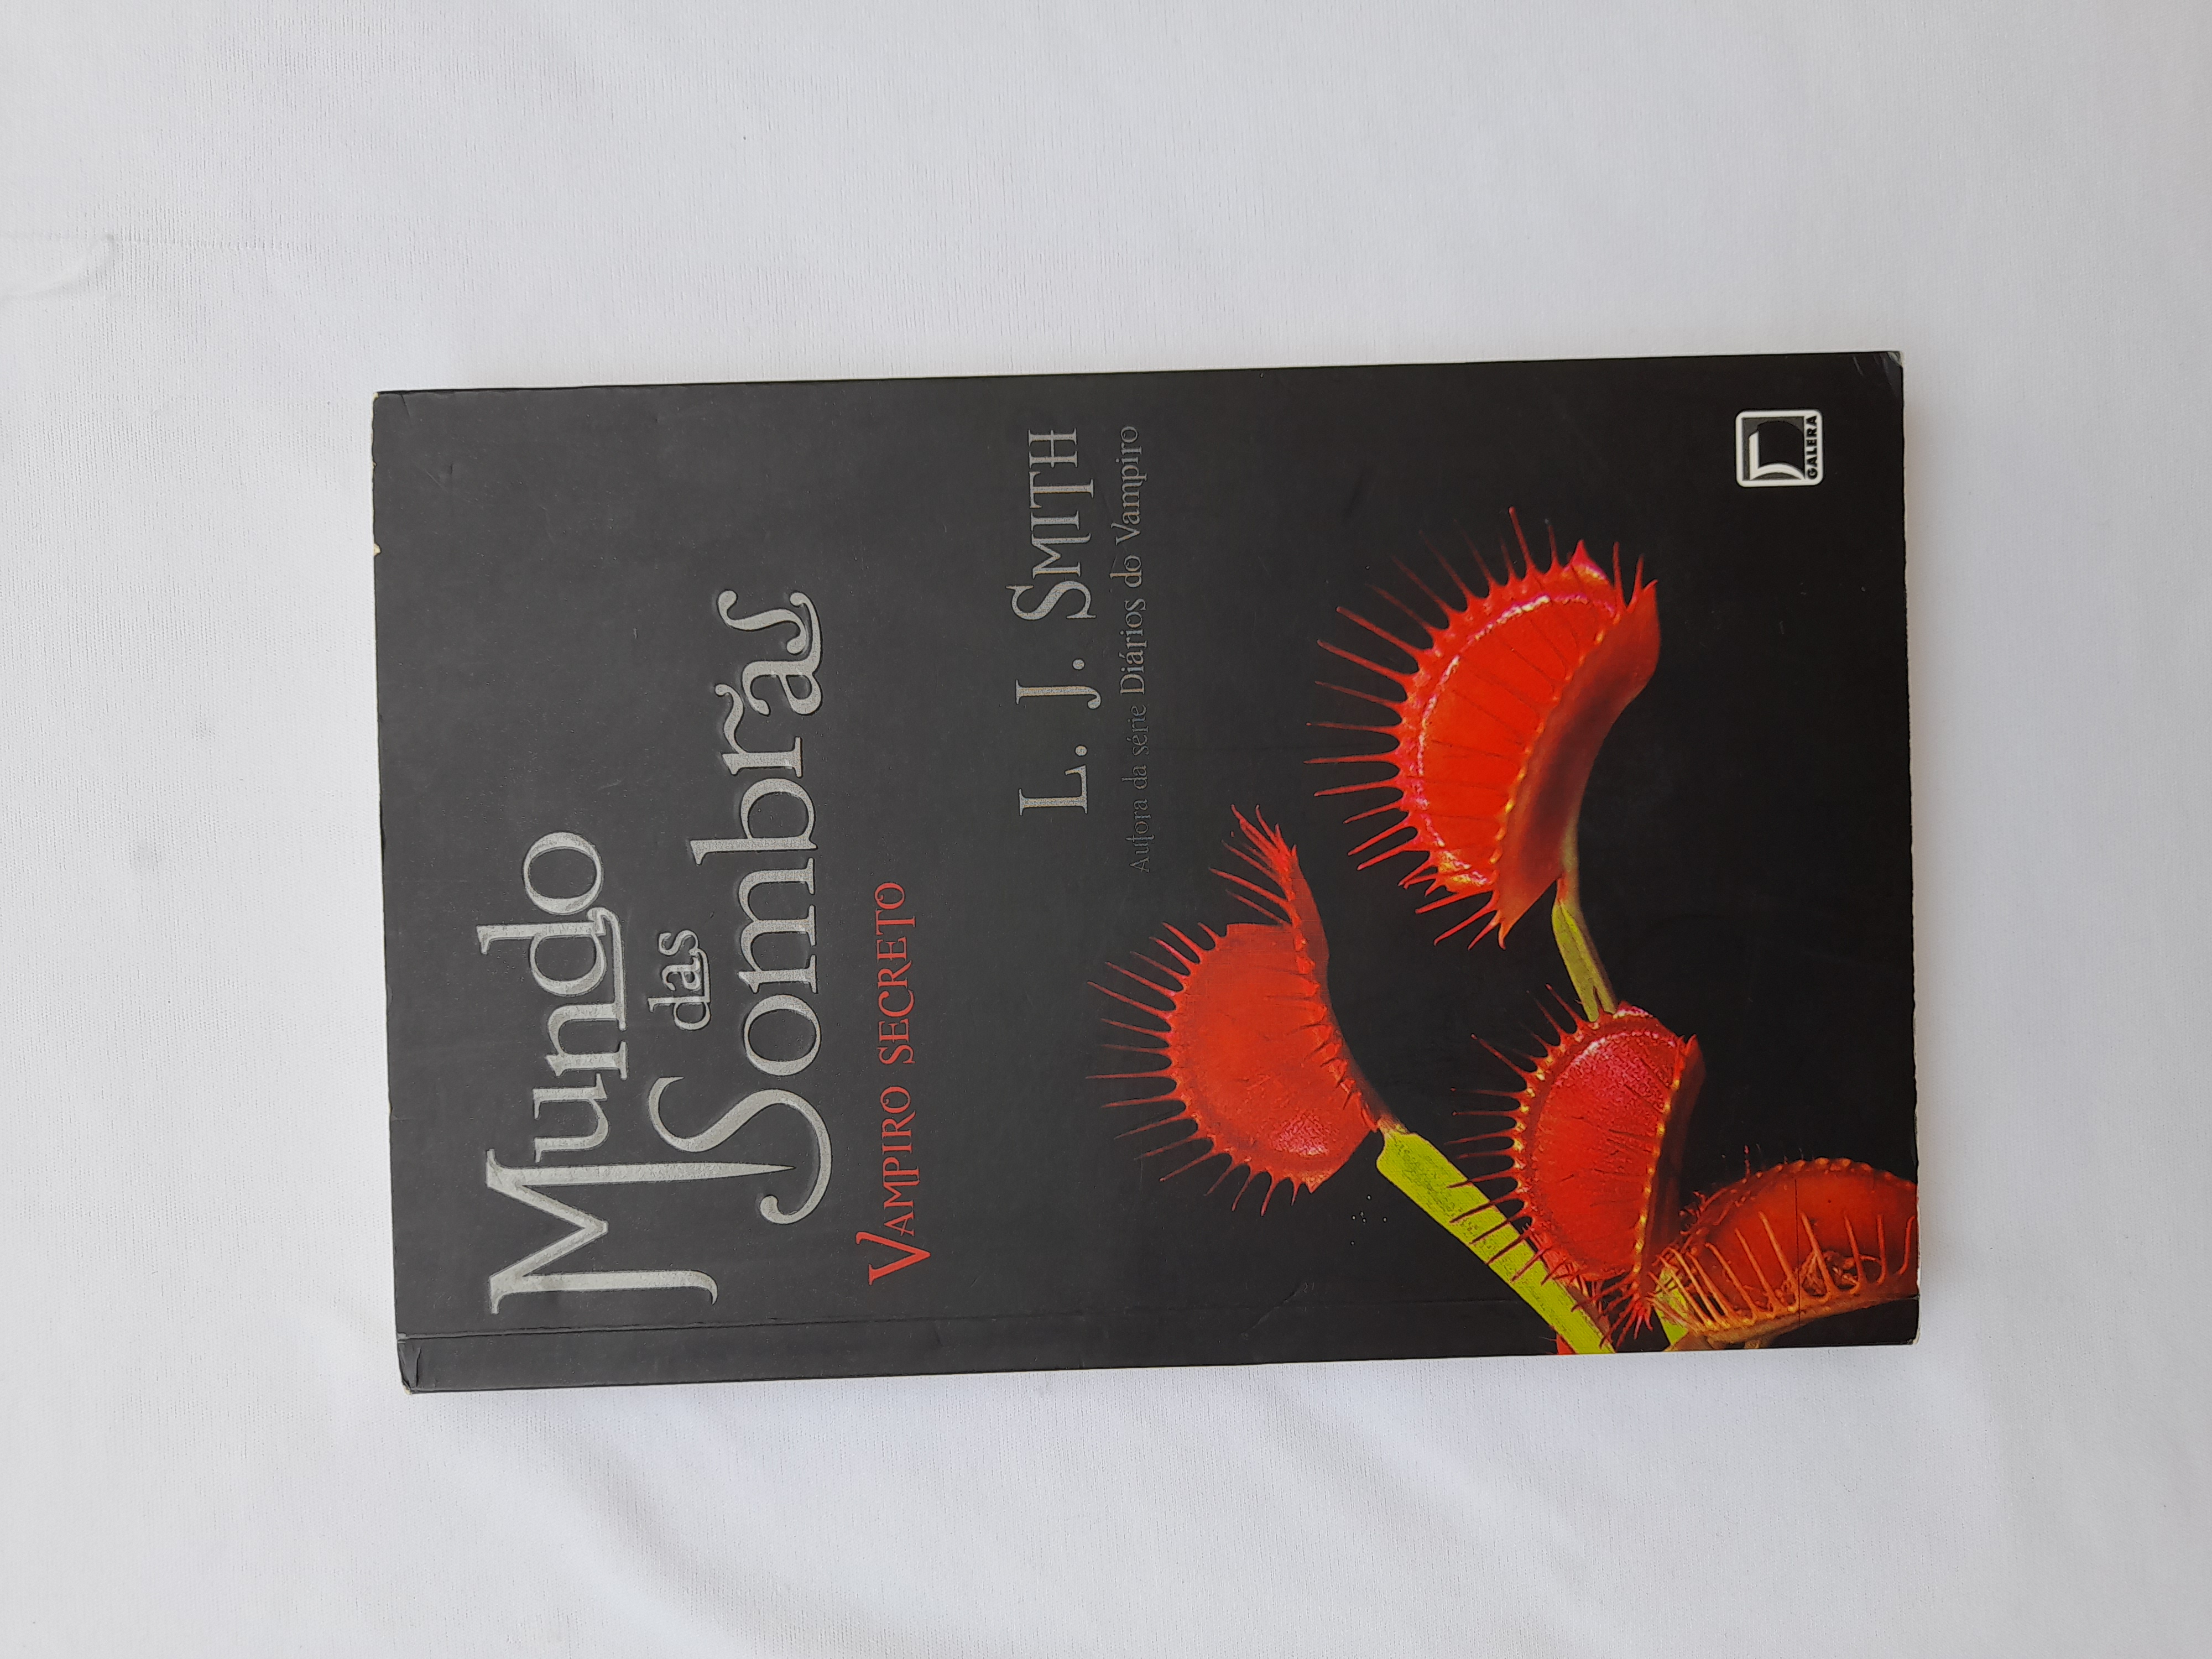 Mundo
das
Sombras
Vampiro secreto
L. J. Smith
Autora da série Diários do Vampiro
GALERA